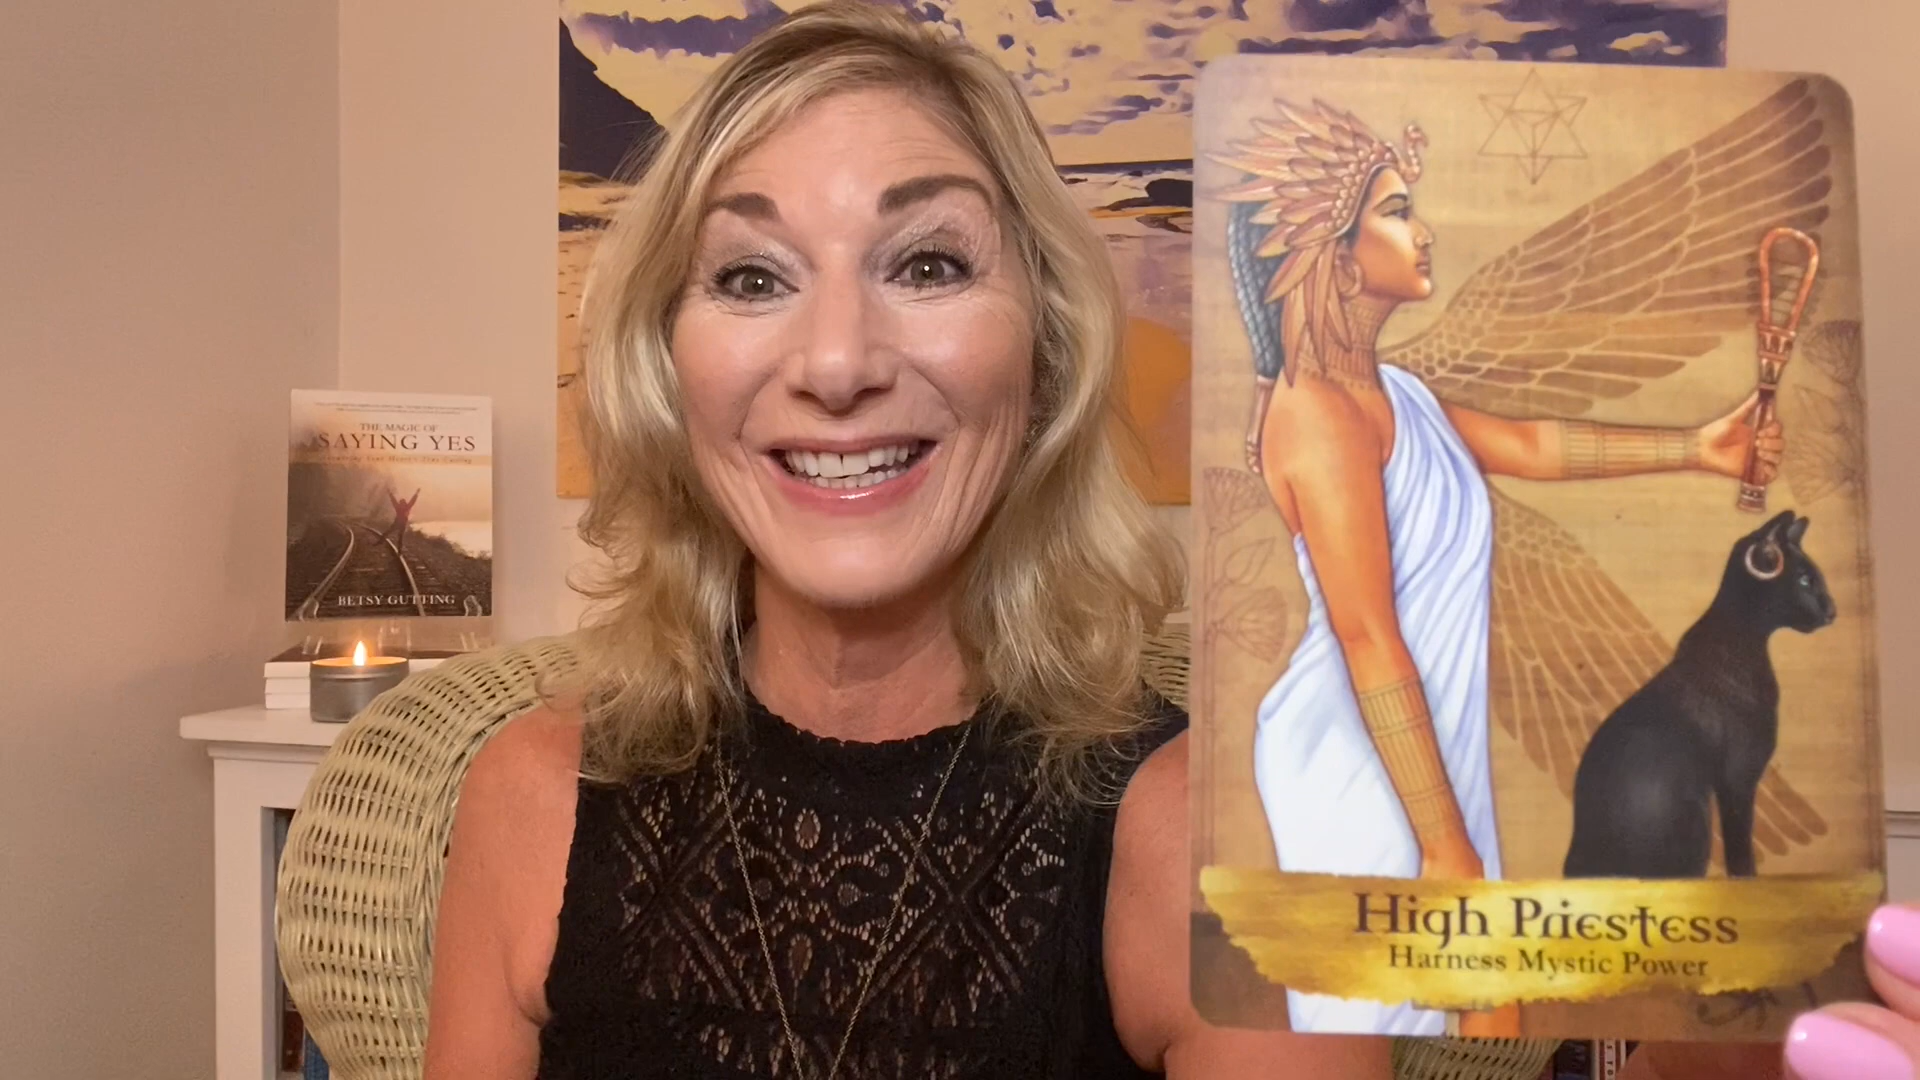 THE MAGIC OF
SAYING YES
BETSY GUTTING
High Priestess
Harness Mystic Power